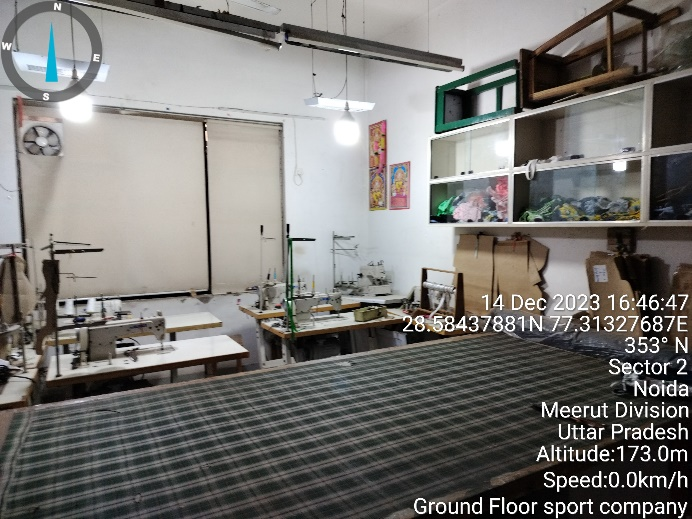 N
W
E
S
14 Dec 2023 16:46:47
28.58437881N 77.31327687E
353° N
Sector 2
Noida
Meerut Division
Uttar Pradesh
Altitude:173.0m
Speed:0.0km/h
Ground Floor sport company